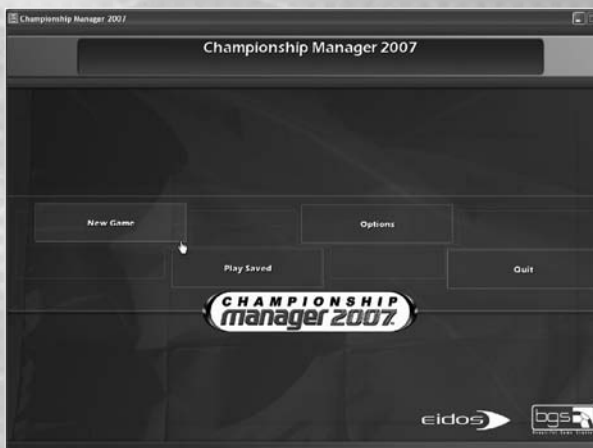 Championship Manager 2007
Championship Manager 2007
New Game
Options
Play Saved
Quit
CHAMPIONSHIP
manager 2007
eidos
bgs